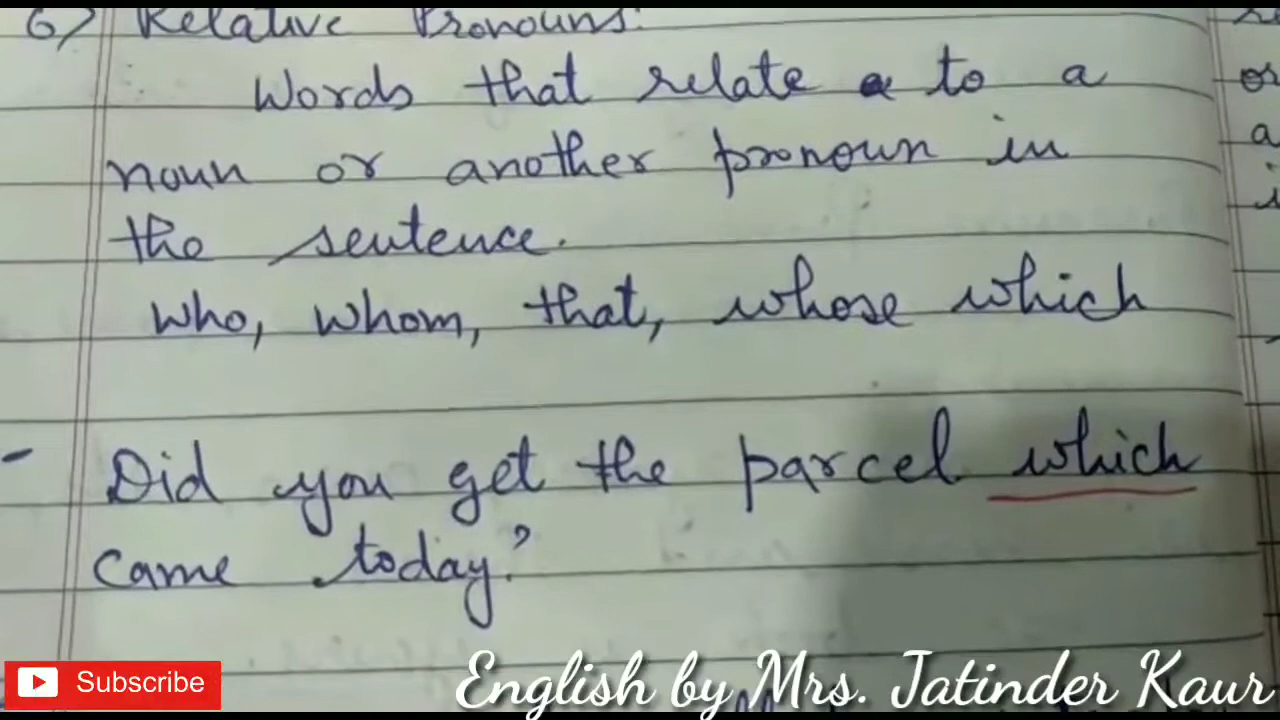 6) Relative Pronouns:
Words that relate a to a
noun or another pronoun in
the sentence.
Who, Whom, that, whose which
- Did you get the parcel which
came today?
Subscribe
English by Mrs. Jatinder Kaur